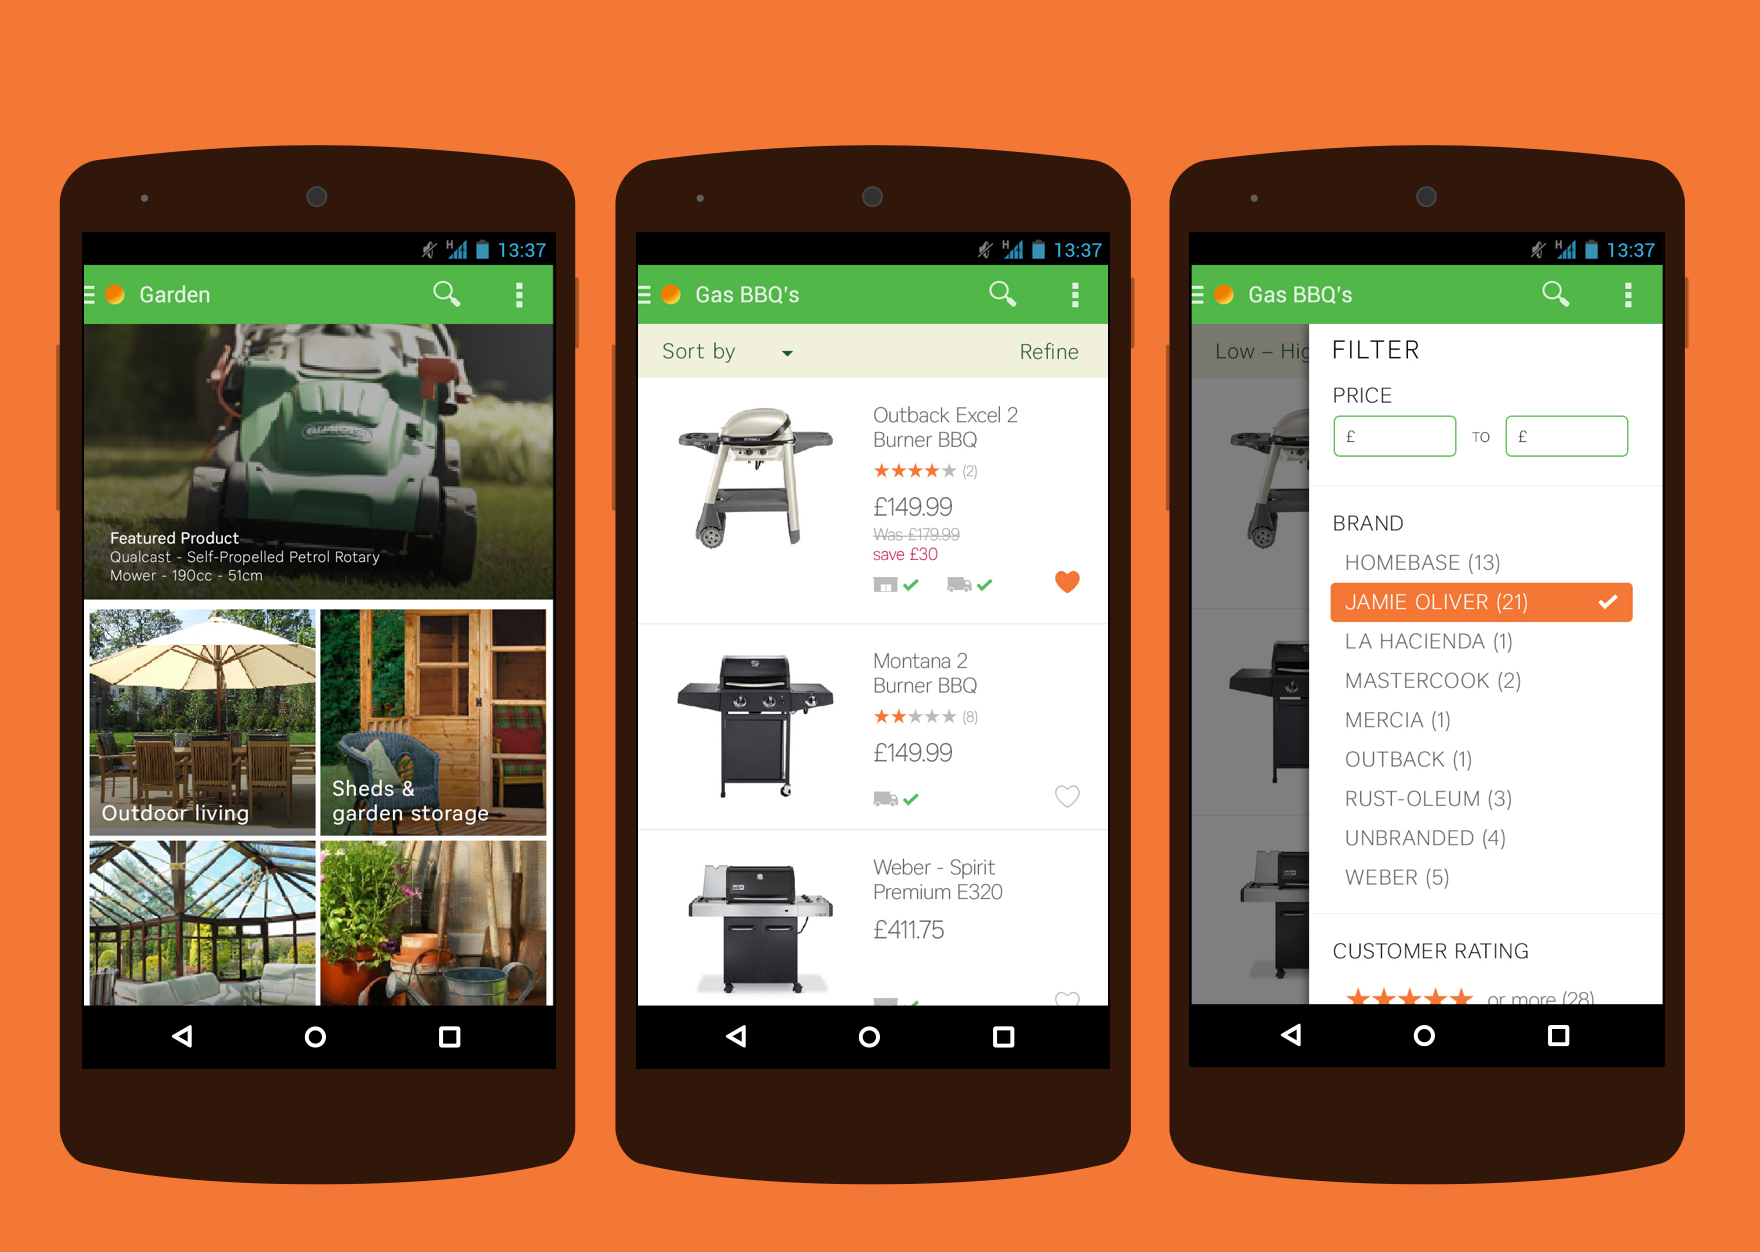 H 13:37
Garden
QUALCAST
Featured Product
Qualcast - Self-Propelled Petrol Rotary
Mower - 190cc - 51cm
Outdoor living
Sheds &
garden storage
H 13:37
Gas BBQ's
Sort by
Refine
Outback Excel 2
Burner BBQ
(2)
£149.99
Was £179.99
save £30
Montana 2
Burner BBQ
(8)
£149.99
Weber - Spirit
Premium E320
£411.75
H 13:37
Gas BBQ's
Low – Hig
FILTER
PRICE
£ TO £
BRAND
HOMEBASE (13)
JAMIE OLIVER (21)
LA HACIENDA (1)
MASTERCOOK (2)
MERCIA (1)
OUTBACK (1)
RUST-OLEUM (3)
UNBRANDED (4)
WEBER (5)
CUSTOMER RATING
or more (28)